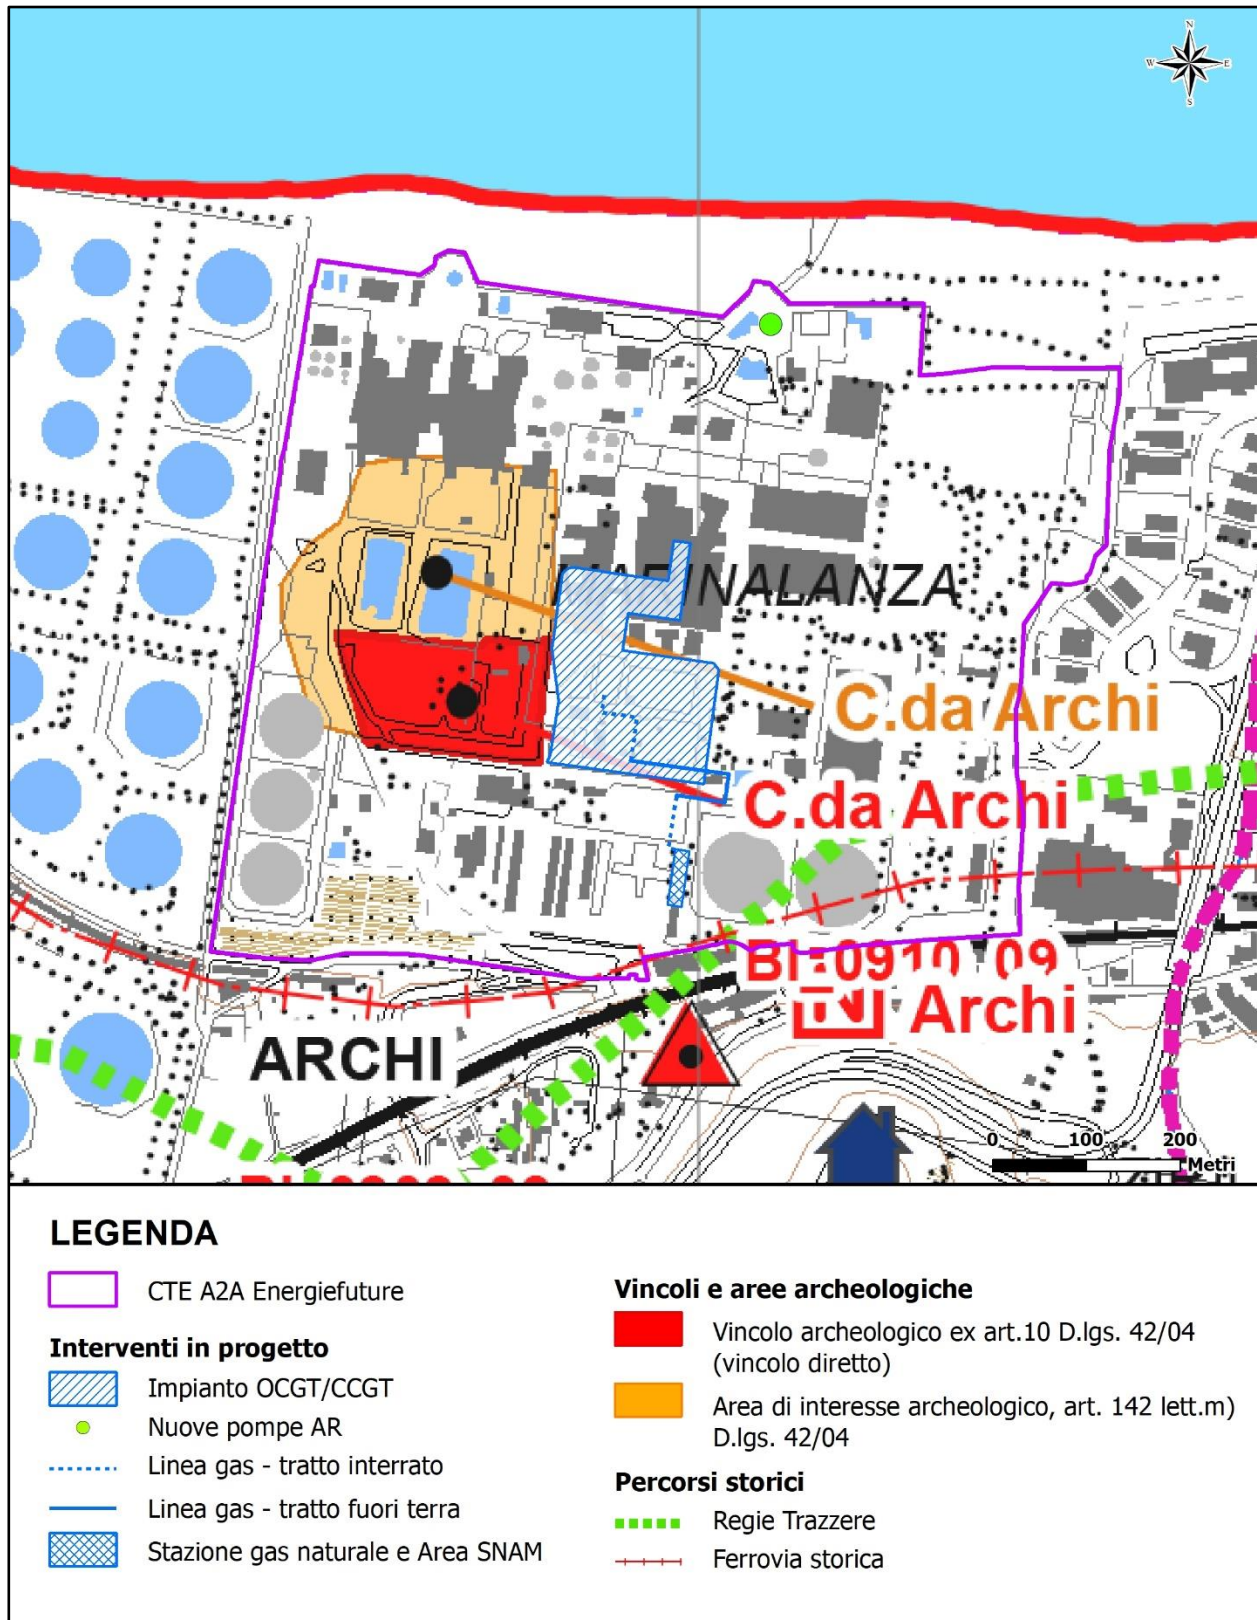 N
W E
S
INALANZA
C.da Archi
C.da Archi
Archi
ARCHI
0 100 200
Metri
LEGENDA
CTE A2A Energiefuture
Interventi in progetto
Impianto OCGT/CCGT
Nuove pompe AR
Linea gas - tratto interrato
Linea gas - tratto fuori terra
Stazione gas naturale e Area SNAM
Vincoli e aree archeologiche
Vincolo archeologico ex art.10 D.lgs. 42/04
(vincolo diretto)
Area di interesse archeologico, art. 142 lett.m)
D.lgs. 42/04
Percorsi storici
Regie Trazzere
Ferrovia storica